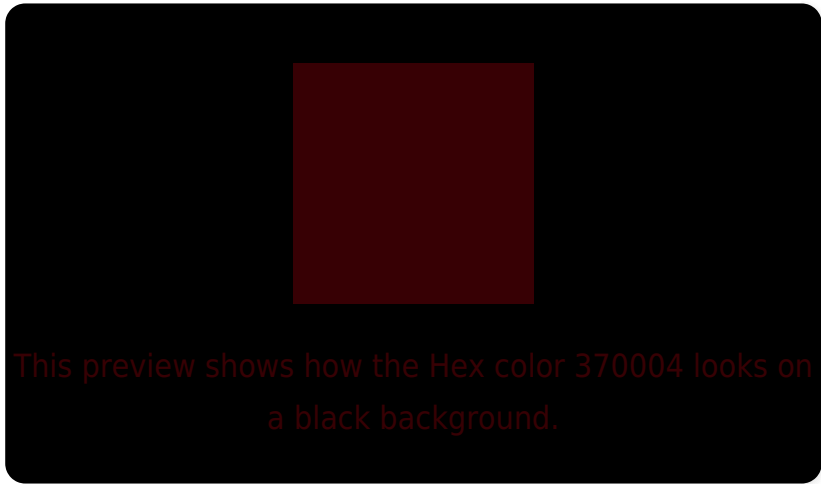 This preview shows how the Hex color 370004 looks on
a black background.